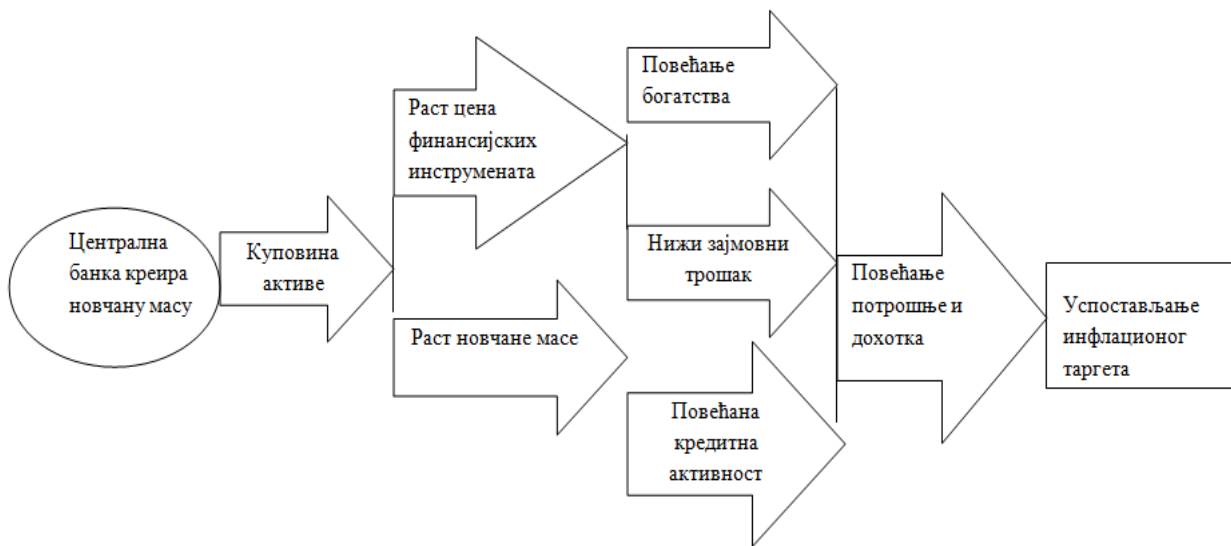 Централна
банка креира
новчану масу
Куповина
активе
Раст цена
финансијских
инструмената
Раст новчане масе
Повећање
богатства
Нижи зајмовни
трошак
Повећана
кредитна
активност
Повећање
потрошње и
дохотка
Успостављање
инфлационог
таргета